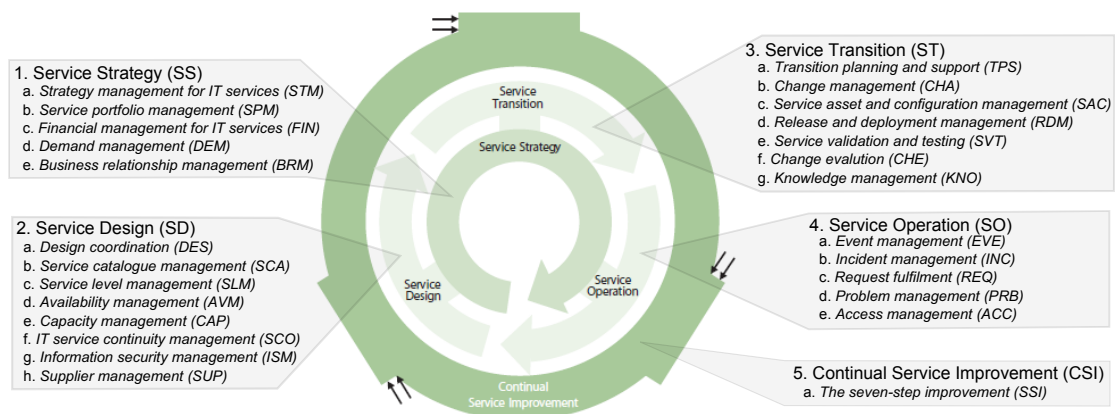 1. Service Strategy (SS)
a. Strategy management for IT services (STM)
b. Service portfolio management (SPM)
c. Financial management for IT services (FIN)
d. Demand management (DEM)
e. Business relationship management (BRM)
2. Service Design (SD)
a. Design coordination (DES)
b. Service catalogue management (SCA)
c. Service level management (SLM)
d. Availability management (AVM)
e. Capacity management (CAP)
f. IT service continuity management (SCO)
g. Information security management (ISM)
h. Supplier management (SUP)
Service
Transition
Service Strategy
Service
Design
Service
Operation
Continual
Service Improvement
3. Service Transition (ST)
a. Transition planning and support (TPS)
b. Change management (CHA)
c. Service asset and configuration management (SAC)
d. Release and deployment management (RDM)
e. Service validation and testing (SVT)
f. Change evalution (CHE)
g. Knowledge management (KNO)
4. Service Operation (SO)
a. Event management (EVE)
b. Incident management (INC)
c. Request fulfilment (REQ)
d. Problem management (PRB)
e. Access management (ACC)
5. Continual Service Improvement (CSI)
a. The seven-step improvement (SSI)